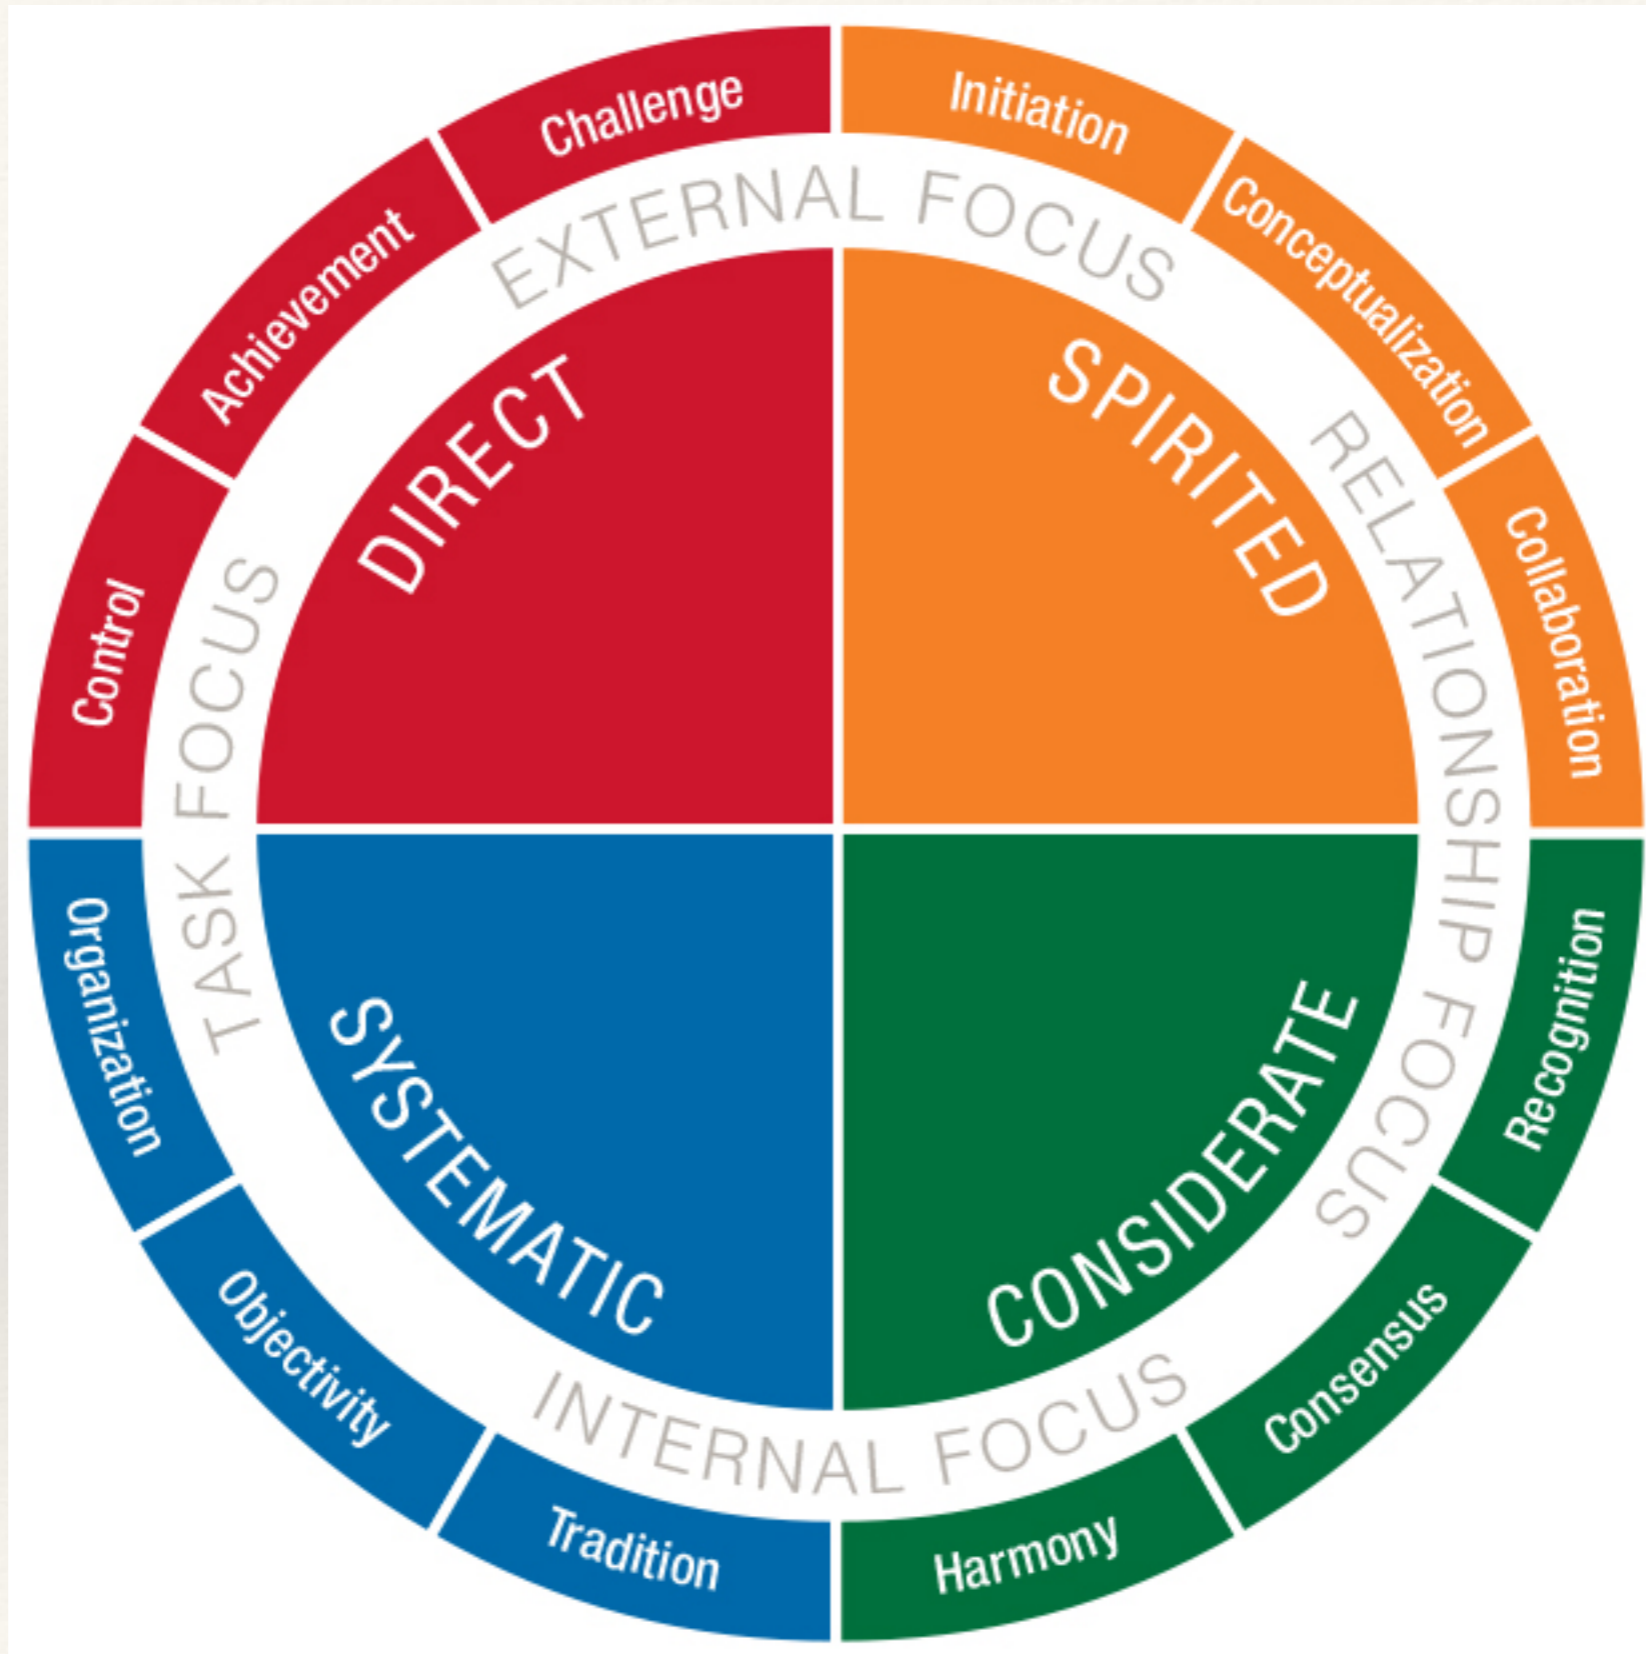 Challenge
Initiation
Conceptualization
Collaboration
Recognition
Consensus
Harmony
Tradition
Objectivity
Organization
Control
Achievement
EXTERNAL FOCUS
RELATIONSHIP FOCUS
INTERNAL FOCUS
TASK FOCUS
DIRECT
SPIRITED
SYSTEMATIC
CONSIDERATE